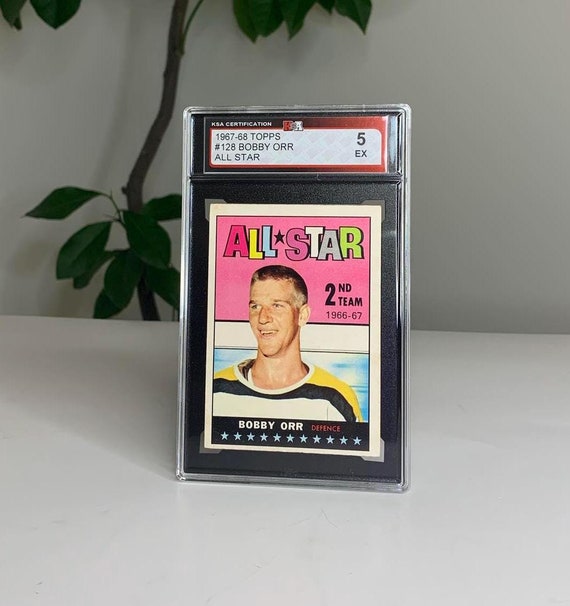 KSA CERTIFICATION KSA
1967-68 TOPPS
#128 BOBBY ORR
ALL STAR
5
EX
ALL★STAR
2ND TEAM
1966-67
BOBBY ORR DEFENCE